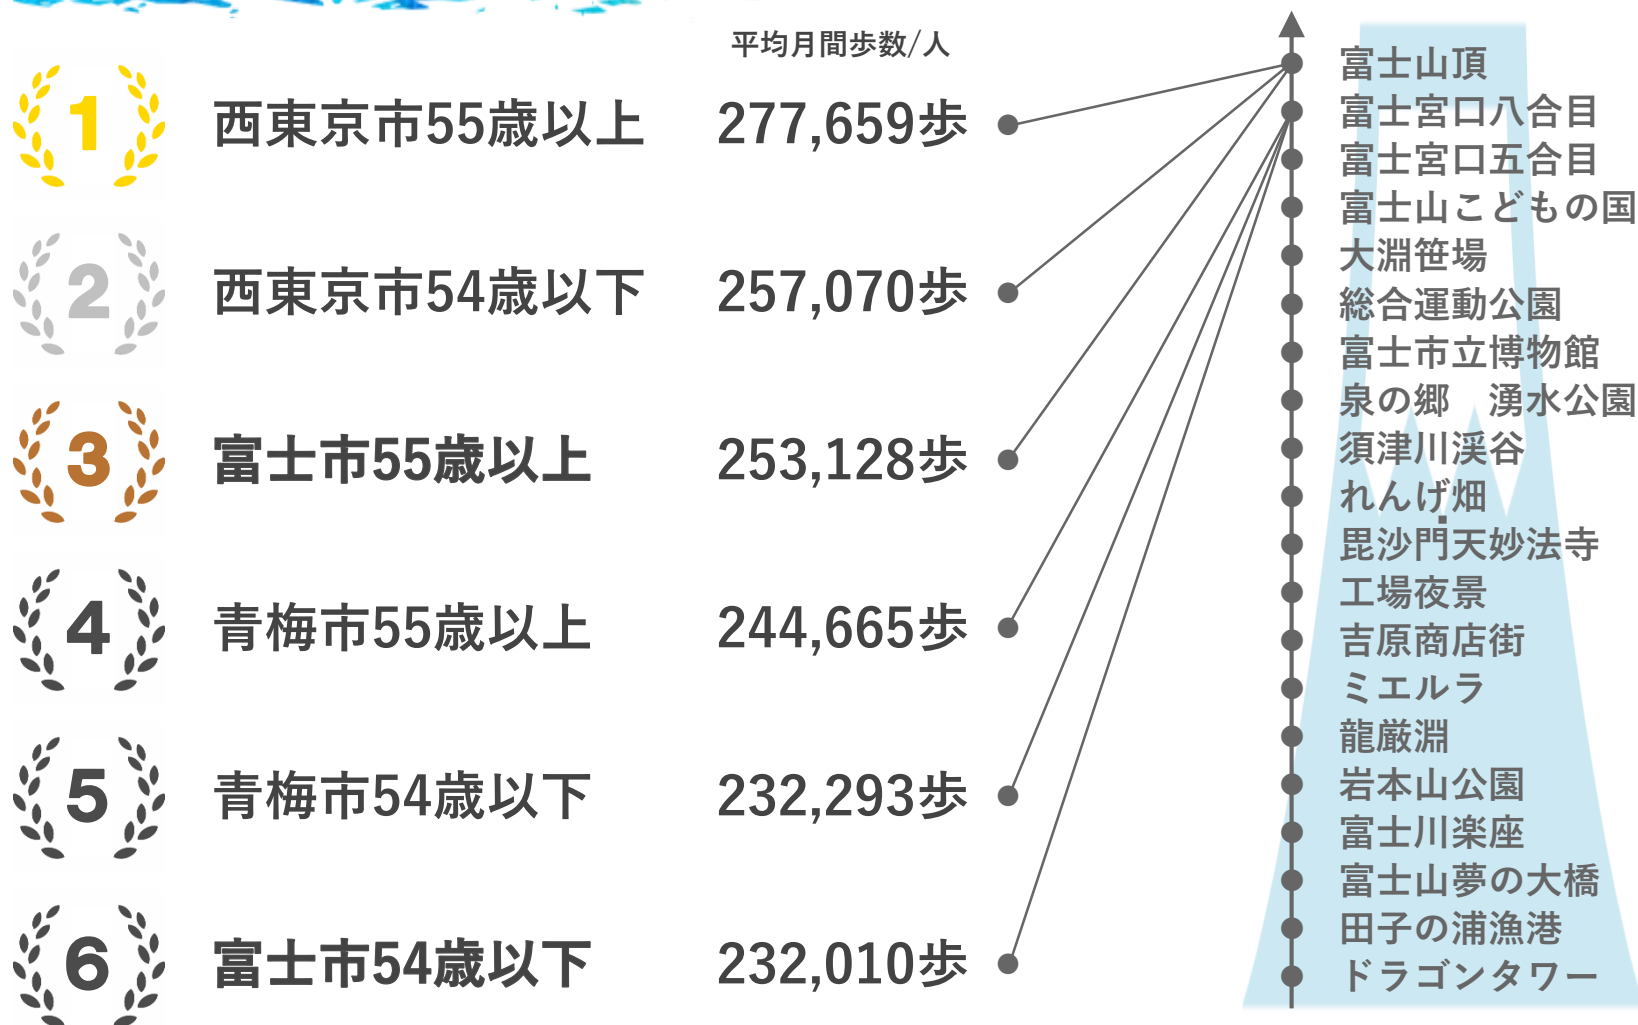 平均月間歩数/人
1 西東京市55歳以上 277,659歩
2 西東京市54歳以下 257,070歩
3 富士市55歳以上 253,128歩
4 青梅市55歳以上 244,665歩
5 青梅市54歳以下 232,293歩
6 富士市54歳以下 232,010歩
富士山頂
富士宮口八合目
富士宮口五合目
富士山こどもの国
大淵笹場
総合運動公園
富士市立博物館
泉の郷　湧水公園
須津川渓谷
れんげ畑
毘沙門天妙法寺
工場夜景
吉原商店街
ミエルラ
龍厳淵
岩本山公園
富士川楽座
富士山夢の大橋
田子の浦漁港
ドラゴンタワー